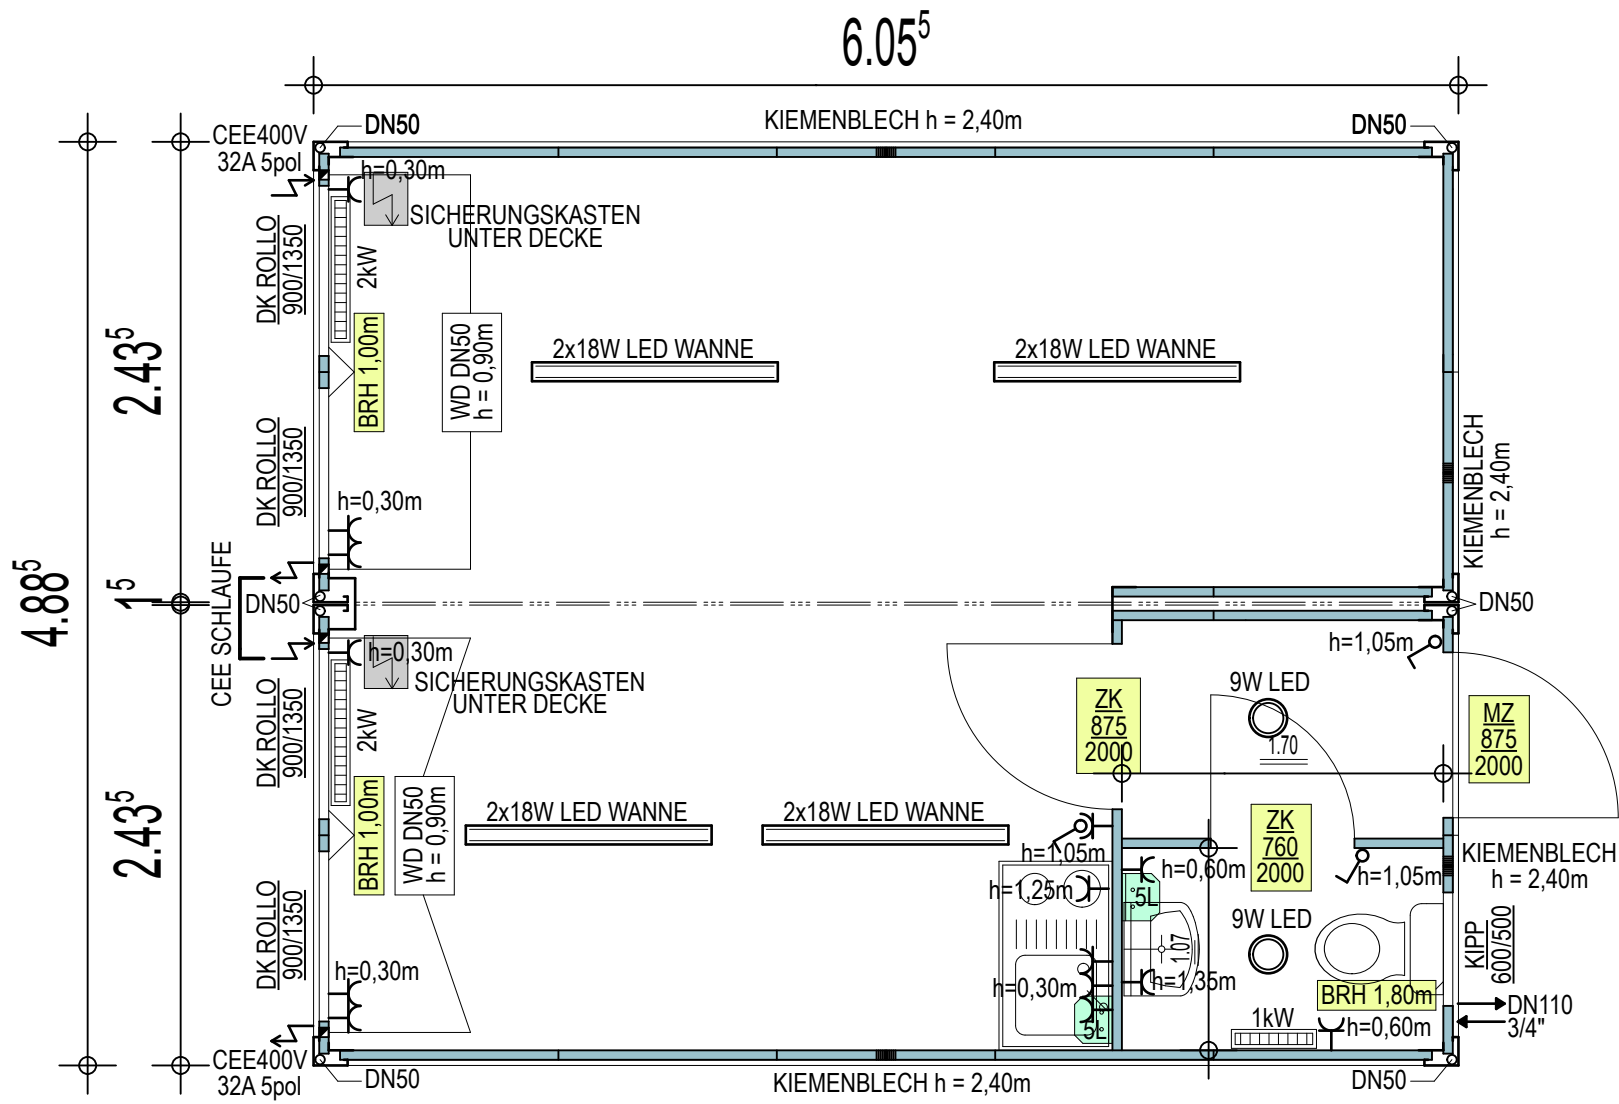 6.05⁵
KIEMENBLECH h = 2,40m
CEE400V
32A 5pol
DN50
DN50
h=0,30m
SICHERUNGSKASTEN
UNTER DECKE
DK ROLLO
900/1350
2kW
BRH 1,00m
WD DN50
h = 0,90m
2x18W LED WANNE
2x18W LED WANNE
2.43⁵
DK ROLLO
900/1350
h=0,30m
KIEMENBLECH
h = 2,40m
4.88⁵
1⁵
CEE SCHLAUFE
DN50
DN50
h=0,30m
SICHERUNGSKASTEN
UNTER DECKE
h=1,05m
9W LED
DK ROLLO
900/1350
2kW
ZK
875
2000
1.70
MZ
875
2000
2.43⁵
BRH 1,00m
WD DN50
h = 0,90m
2x18W LED WANNE
2x18W LED WANNE
ZK
760
2000
h=1,05m
h=0,60m
h=1,05m
KIEMENBLECH
h = 2,40m
h=1,25m
5L
DK ROLLO
900/1350
9W LED
1.07
KIPP
600/500
h=0,30m
h=0,30m
h=1,35m
BRH 1,80m
DN110
3/4"
5L
1kW
h=0,60m
CEE400V
32A 5pol
DN50
KIEMENBLECH h = 2,40m
DN50